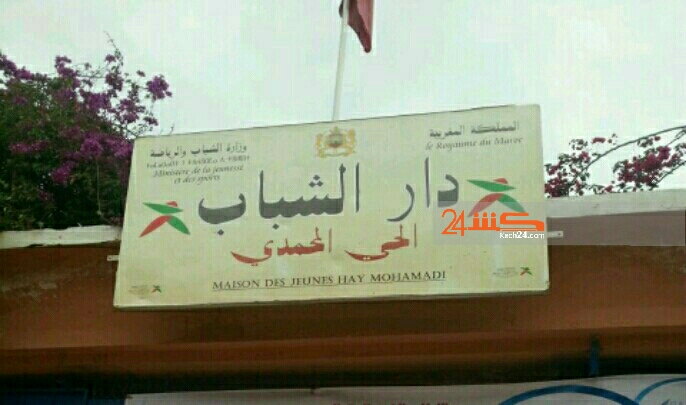 المملكة المغربية
le Royaume du Maroc
وزارة الشباب والرياضة
Ministère de la jeunesse
et des sports
دار الشباب
الحي المحمدي
MAISON DES JEUNES HAY MOHAMADI
كش24
Kech24.com